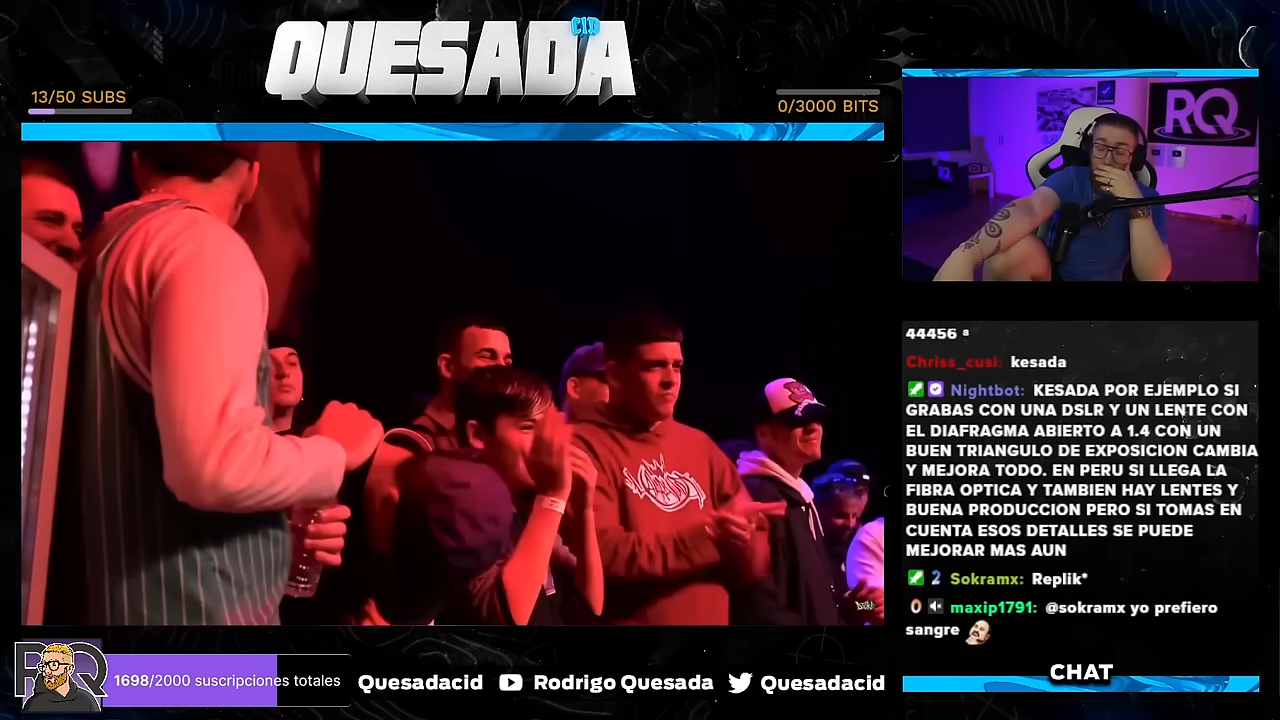 QUESADA
CID
13/50 SUBS
0/3000 BITS
RQ
44456
Chriss_cusi: kesada
Nightbot: KESADA POR EJEMPLO SI
GRABAS CON UNA DSLR Y UN LENTE CON
EL DIAFRAGMA ABIERTO A 1.4 CON UN
BUEN TRIANGULO DE EXPOSICION CAMBIA
Y MEJORA TODO. EN PERU SI LLEGA LA
FIBRA OPTICA Y TAMBIEN HAY LENTES Y
BUENA PRODUCCION PERO SI TOMAS EN
CUENTA ESOS DETALLES SE PUEDE
MEJORAR MAS AUN
2 Sokramx: Replik*
maxip1791: @sokramx yo prefiero
sangre
CHAT
RQ
1698/2000 suscripciones totales
Quesadacid
Rodrigo Quesada
Quesadacid